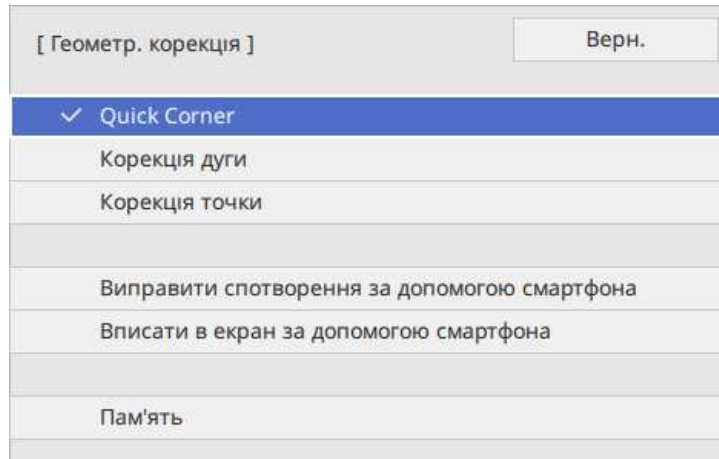 [ Геометр. корекція ]
Верн.
Quick Corner
Корекція дуги
Корекція точки
Виправити спотворення за допомогою смартфона
Вписати в екран за допомогою смартфона
Пам'ять